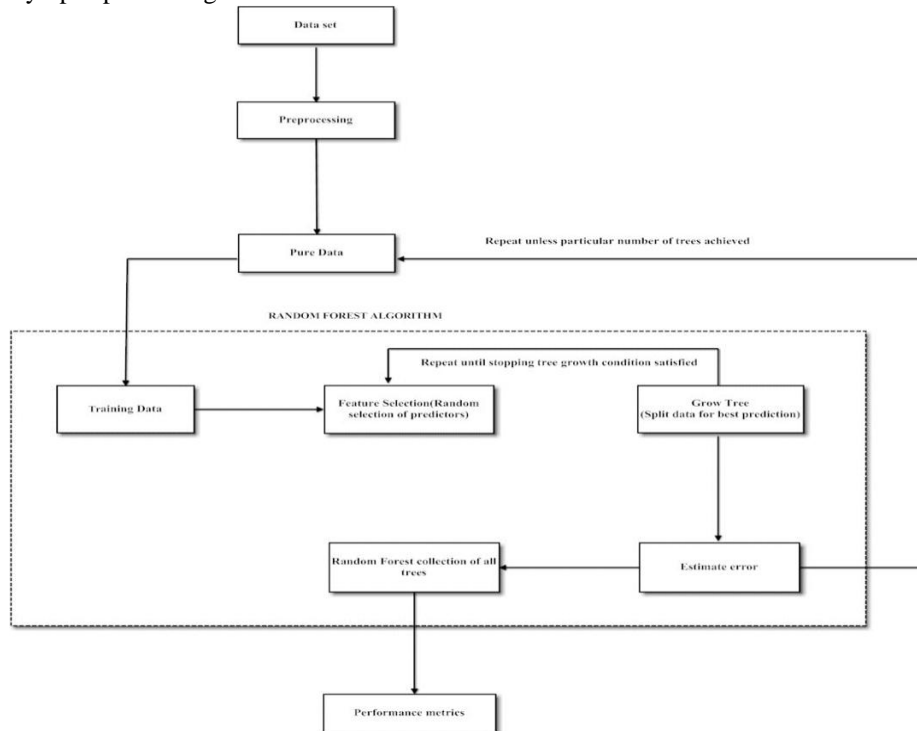 Data set
Preprocessing
Pure Data
Repeat unless particular number of trees achieved
RANDOM FOREST ALGORITHM
Repeat until stopping tree growth condition satisfied
Training Data
Feature Selection(Random
selection of predictors)
Grow Tree
(Split data for best prediction)
Random Forest collection of all
trees
Estimate error
Performance metrics